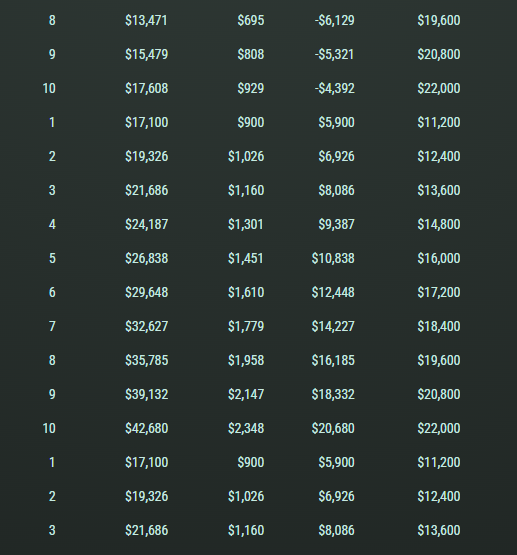 8 $13,471 $695 -$6,129 $19,600
9 $15,479 $808 -$5,321 $20,800
10 $17,608 $929 -$4,392 $22,000
1 $17,100 $900 $5,900 $11,200
2 $19,326 $1,026 $6,926 $12,400
3 $21,686 $1,160 $8,086 $13,600
4 $24,187 $1,301 $9,387 $14,800
5 $26,838 $1,451 $10,838 $16,000
6 $29,648 $1,610 $12,448 $17,200
7 $32,627 $1,779 $14,227 $18,400
8 $35,785 $1,958 $16,185 $19,600
9 $39,132 $2,147 $18,332 $20,800
10 $42,680 $2,348 $20,680 $22,000
1 $17,100 $900 $5,900 $11,200
2 $19,326 $1,026 $6,926 $12,400
3 $21,686 $1,160 $8,086 $13,600